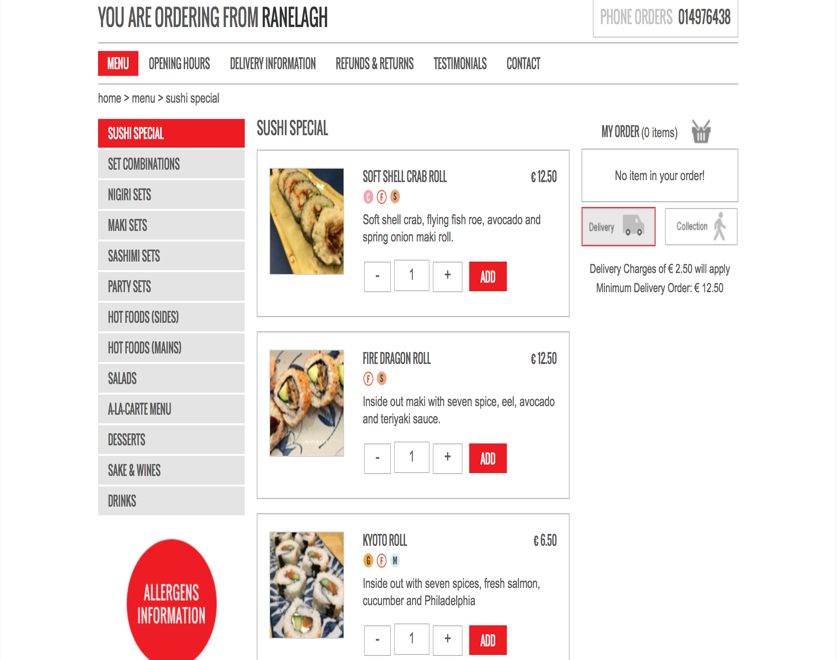 YOU ARE ORDERING FROM RANELAGH
PHONE ORDERS 014976438
MENU OPENING HOURS DELIVERY INFORMATION REFUNDS & RETURNS TESTIMONIALS CONTACT
home > menu > sushi special
SUSHI SPECIAL
SET COMBINATIONS
NIGIRI SETS
MAKI SETS
SASHIMI SETS
PARTY SETS
HOT FOODS (SIDES)
HOT FOODS (MAINS)
SALADS
A-LA-CARTE MENU
DESSERTS
SAKE & WINES
DRINKS
ALLERGENS
INFORMATION
SUSHI SPECIAL
SOFT SHELL CRAB ROLL € 12.50
C F S
Soft shell crab, flying fish roe, avocado and
spring onion maki roll.
- 1 + ADD
FIRE DRAGON ROLL € 12.50
F S
Inside out maki with seven spice, eel, avocado
and teriyaki sauce.
- 1 + ADD
KYOTO ROLL € 6.50
G F M
Inside out with seven spices, fresh salmon,
cucumber and Philadelphia
- 1 + ADD
MY ORDER (0 items)
No item in your order!
Delivery Collection
Delivery Charges of € 2.50 will apply
Minimum Delivery Order: € 12.50